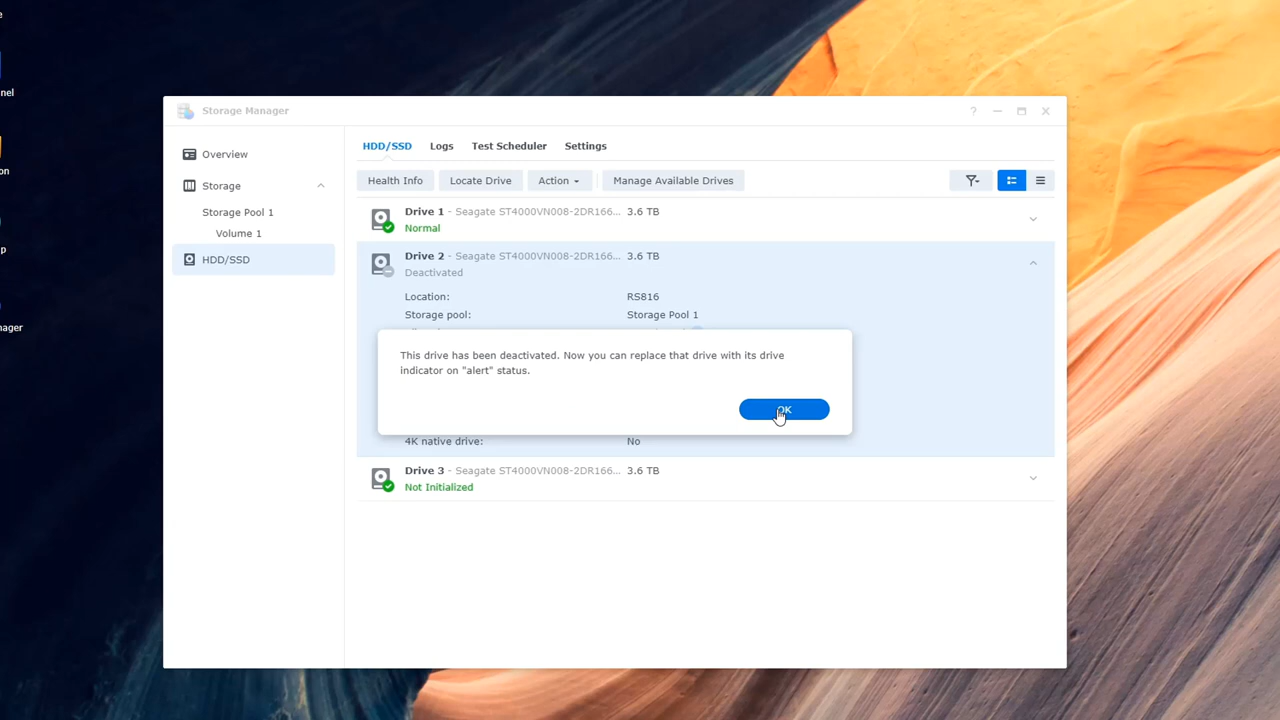 nel
on
p
nager
Storage Manager
?
Overview
Storage
Storage Pool 1
Volume 1
HDD/SSD
HDD/SSD Logs Test Scheduler Settings
Health Info Locate Drive Action Manage Available Drives
Drive 1 - Seagate ST4000VN008-2DR166... 3.6 TB
Normal
Drive 2 - Seagate ST4000VN008-2DR166... 3.6 TB
Deactivated
Location: RS816
Storage pool: Storage Pool 1
This drive has been deactivated. Now you can replace that drive with its drive
indicator on "alert" status.
OK
4K native drive: No
Drive 3 - Seagate ST4000VN008-2DR166... 3.6 TB
Not Initialized